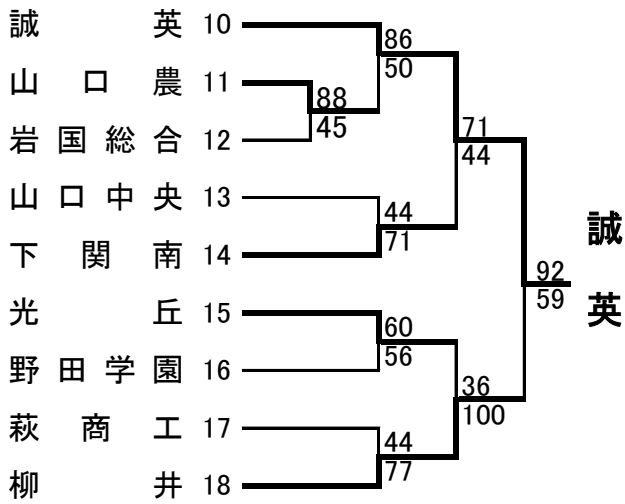 誠英 10
山口農 11
岩国総合 12
山口中央 13
下関南 14
光丘 15
野田学園 16
萩商工 17
柳井 18
88
45
86
50
44
71
60
56
44
77
71
44
36
100
92
59
誠英